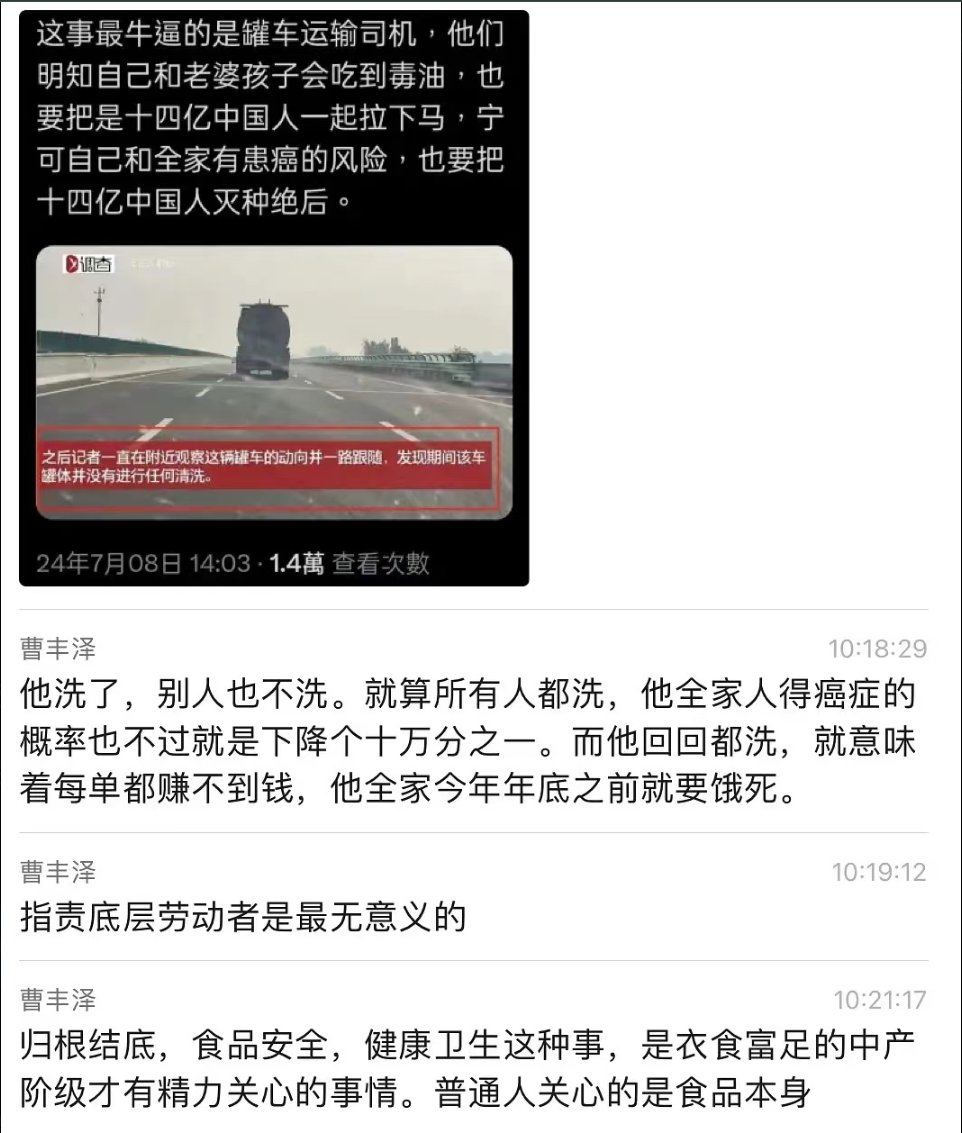 这事最牛逼的是罐车运输司机，他们
明知自己和老婆孩子会吃到毒油，也
要把是十四亿中国人一起拉下马，宁
可自己和全家有患癌的风险，也要把
十四亿中国人灭种绝后。
调查
之后记者一直在附近观察这辆罐车的动向并一路跟随，发现期间该车
罐体并没有进行任何清洗。
24年7月08日 14:03 · 1.4萬 查看次數
曹丰泽 10:18:29
他洗了，别人也不洗。就算所有人都洗，他全家人得癌症的
概率也不过就是下降个十万分之一。而他回回都洗，就意味
着每单都赚不到钱，他全家今年年底之前就要饿死。
曹丰泽 10:19:12
指责底层劳动者是最无意义的
曹丰泽 10:21:17
归根结底，食品安全，健康卫生这种事，是衣食富足的中产
阶级才有精力关心的事情。普通人关心的是食品本身